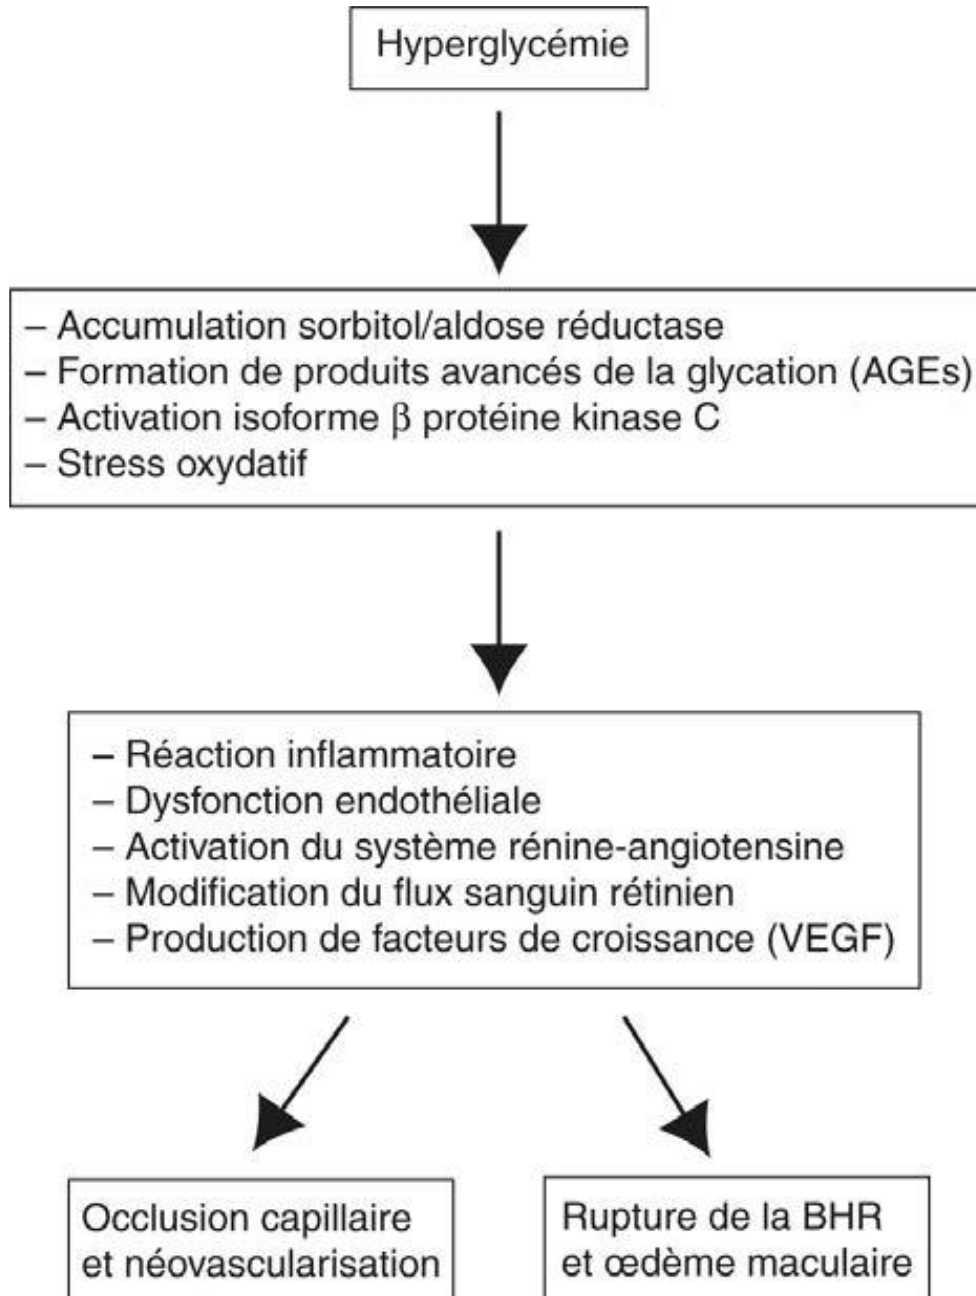 Hyperglycémie
– Accumulation sorbitol/aldose réductase
– Formation de produits avancés de la glycation (AGEs)
– Activation isoforme β protéine kinase C
– Stress oxydatif
– Réaction inflammatoire
– Dysfonction endothéliale
– Activation du système rénine-angiotensine
– Modification du flux sanguin rétinien
– Production de facteurs de croissance (VEGF)
Occlusion capillaire
et néovascularisation
Rupture de la BHR
et œdème maculaire